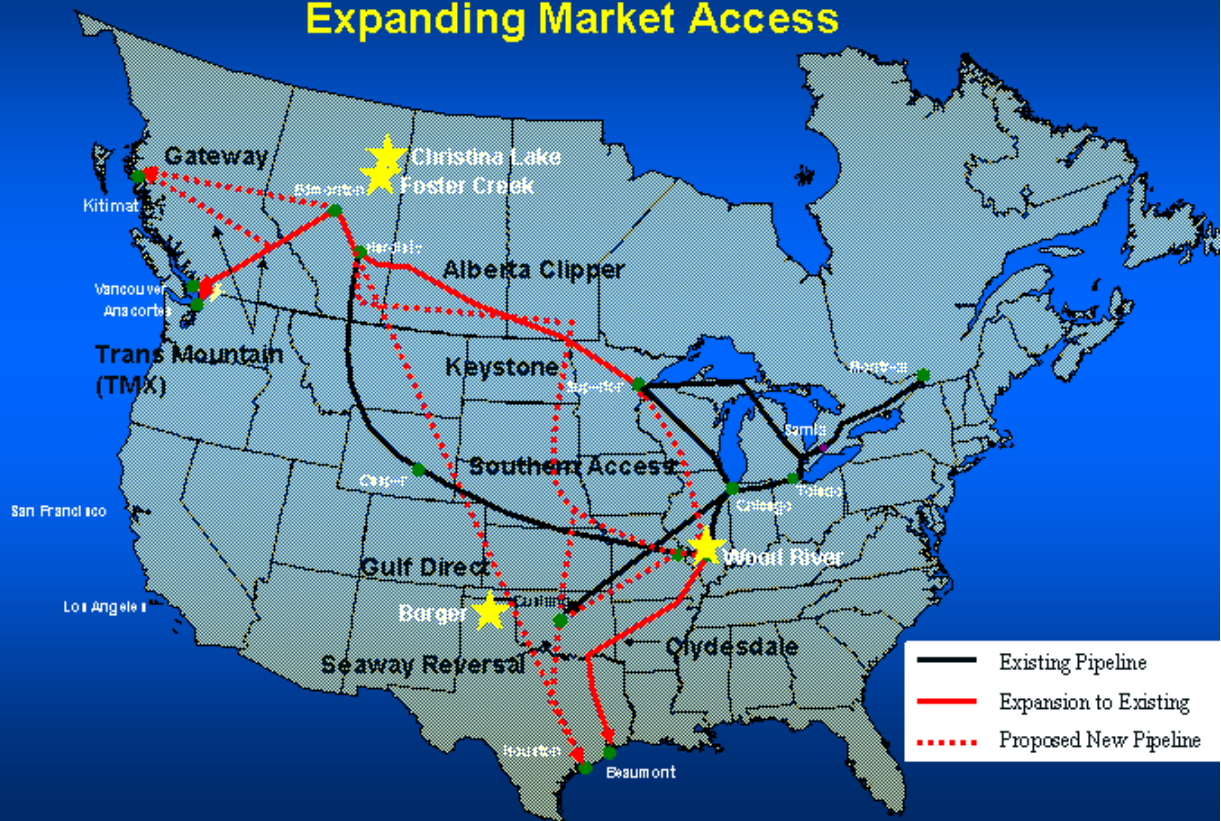 Expanding Market Access
Gateway
Christina Lake
Foster Creek
Edmonton
Kitimat
Hardisty
Alberta Clipper
Vancouver
Anacortes
Trans Mountain
(TMX)
Keystone
Superior
Montreal
Sarnia
Southern Access
Casper
Toledo
Chicago
San Francisco
Wood River
Gulf Direct
Los Angeles
Borger
Cushing
Clydesdale
Seaway Reversal
Houston
Beaumont
Existing Pipeline
Expansion to Existing
Proposed New Pipeline